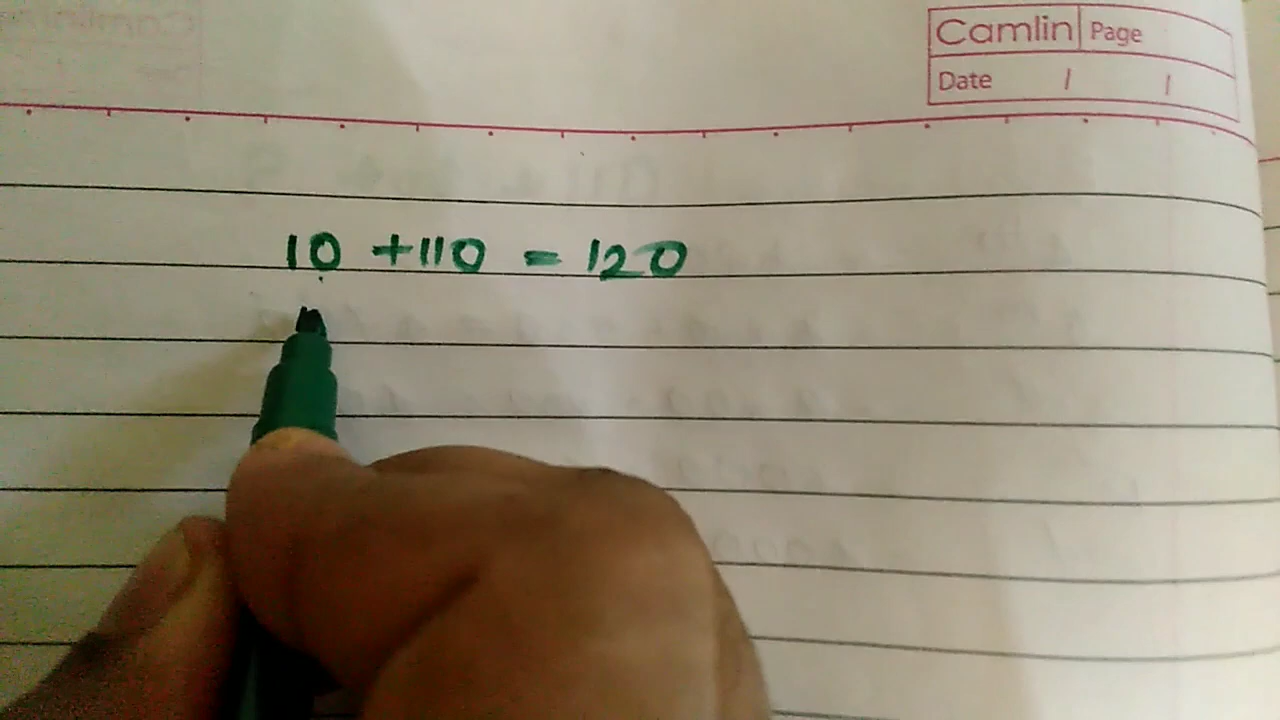 Camlin Page
Date / /
10 +110 = 120